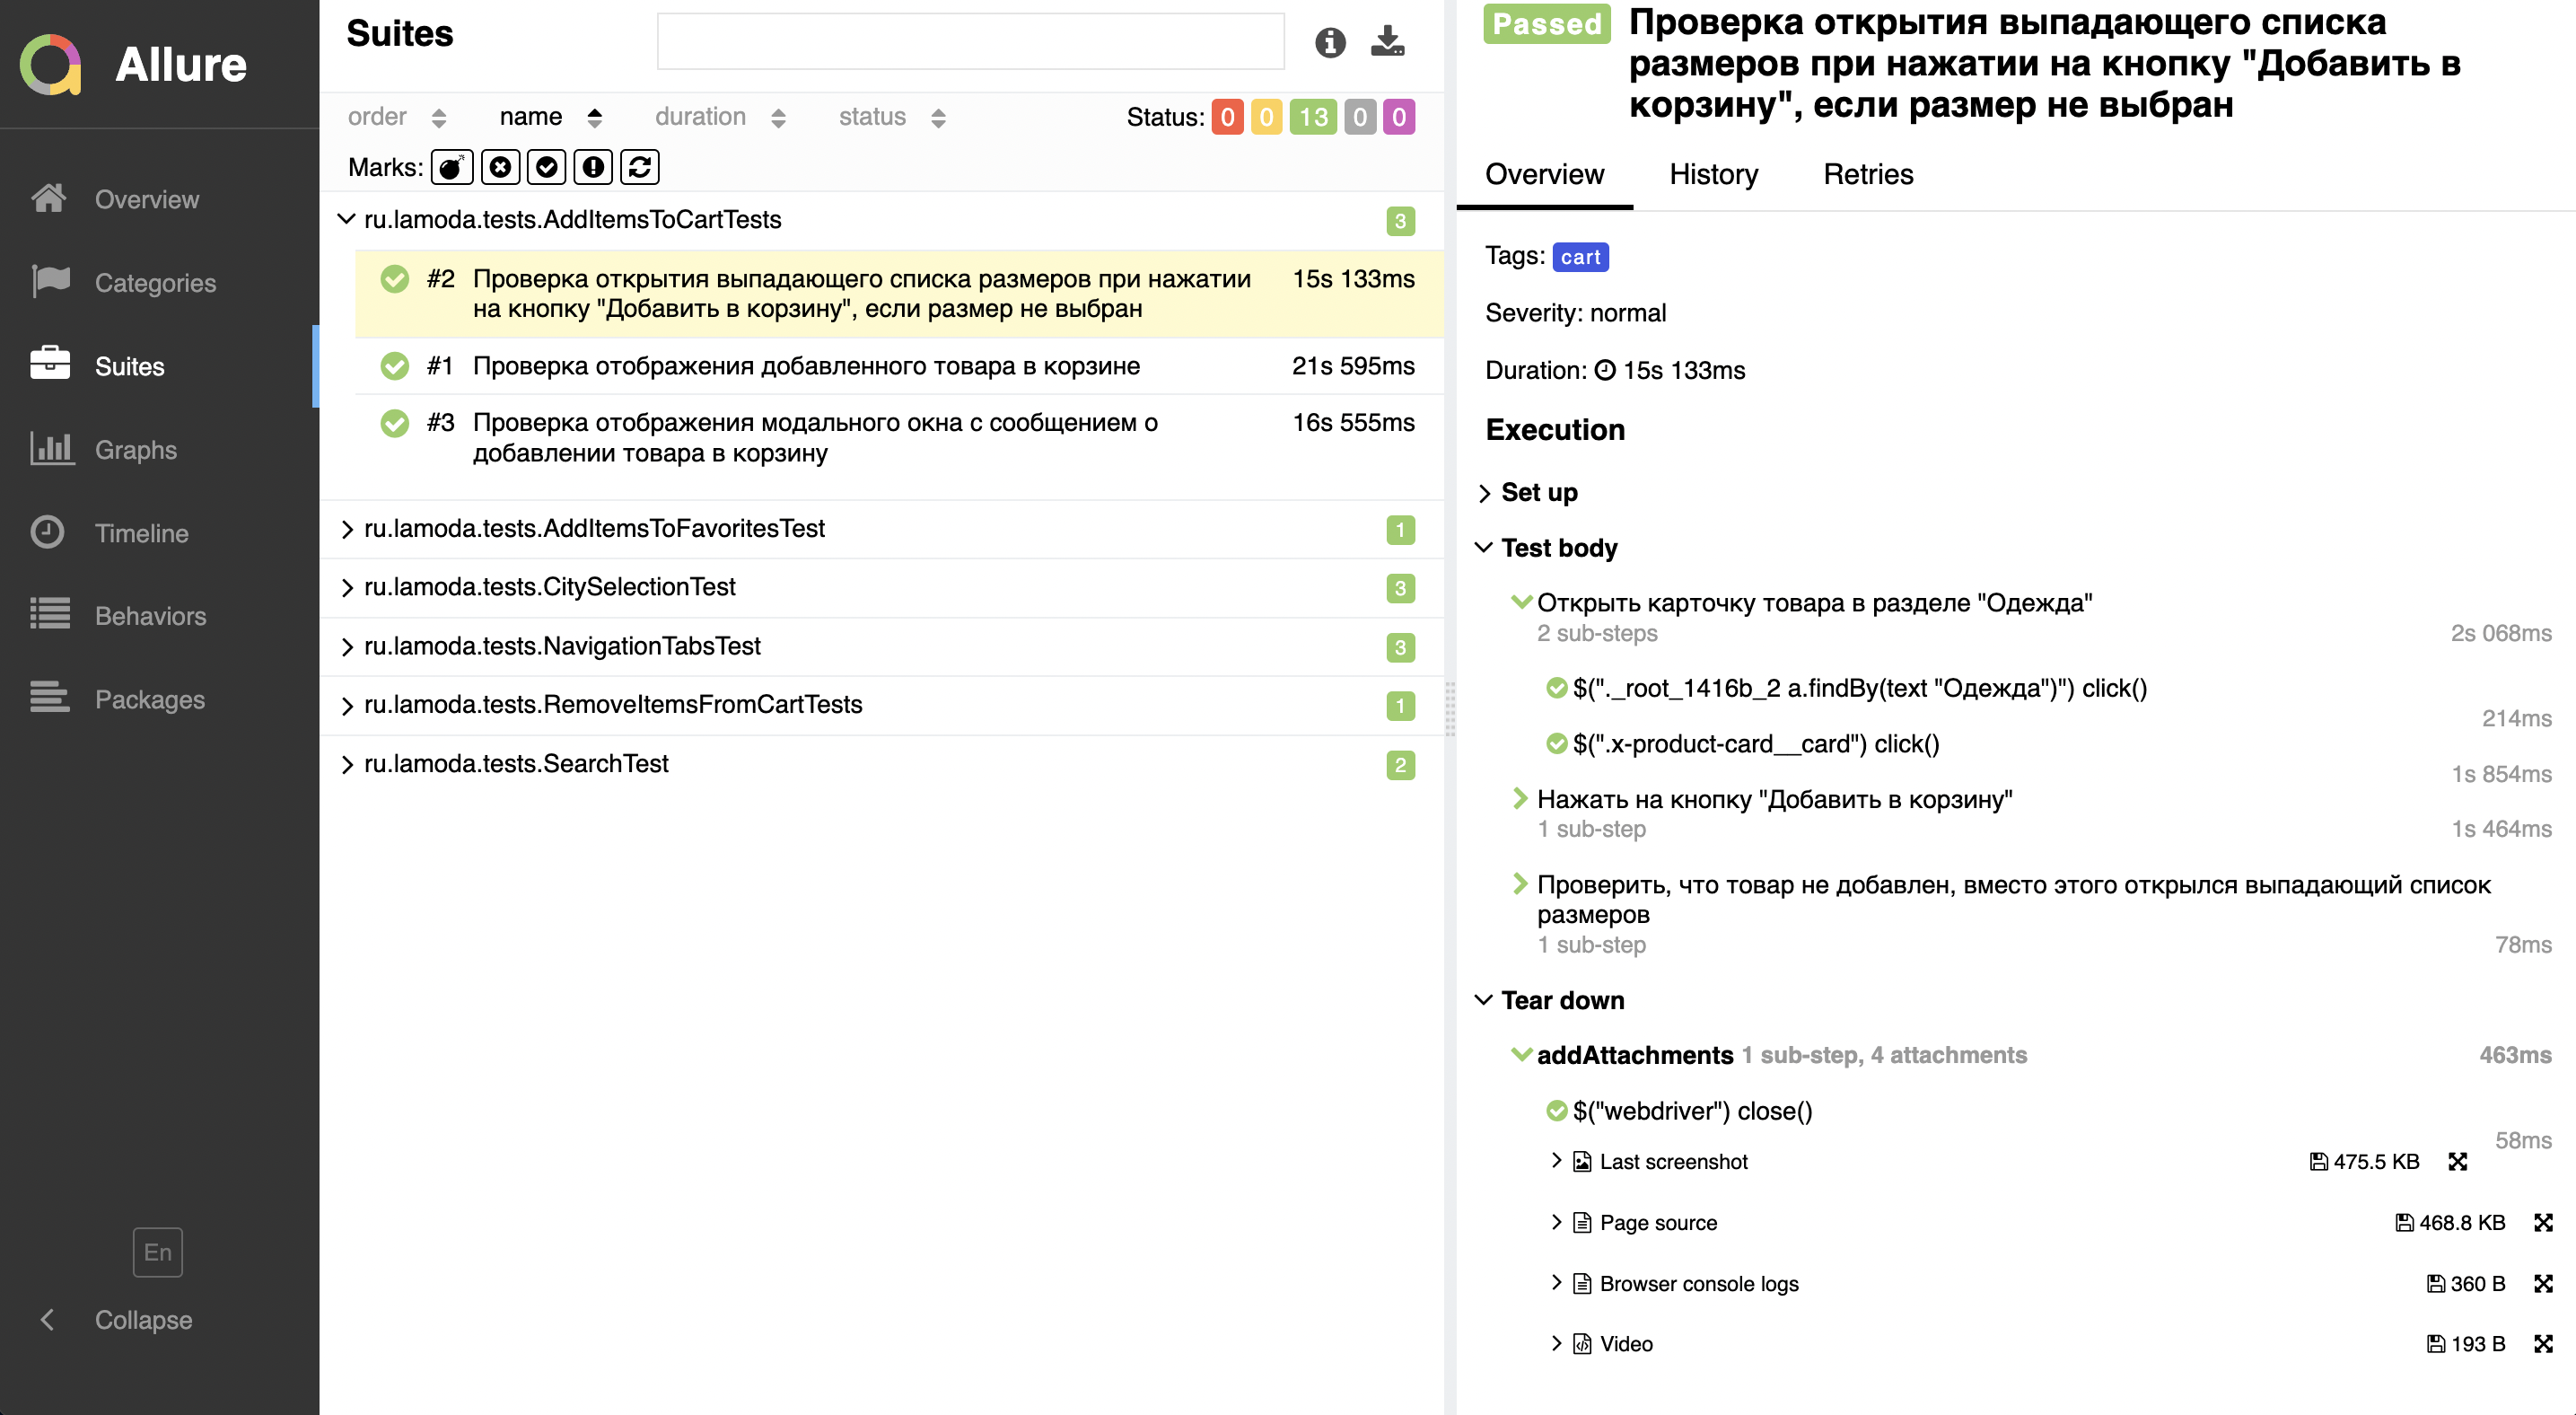 Allure
Overview
Categories
Suites
Graphs
Timeline
Behaviors
Packages
En
Collapse
Suites
order name duration status Status: 0 0 13 0 0
Marks:
ru.lamoda.tests.AddItemsToCartTests 3
#2 Проверка открытия выпадающего списка размеров при нажатии 15s 133ms
на кнопку "Добавить в корзину", если размер не выбран
#1 Проверка отображения добавленного товара в корзине 21s 595ms
#3 Проверка отображения модального окна с сообщением о 16s 555ms
добавлении товара в корзину
ru.lamoda.tests.AddItemsToFavoritesTest 1
ru.lamoda.tests.CitySelectionTest 3
ru.lamoda.tests.NavigationTabsTest 3
ru.lamoda.tests.RemoveItemsFromCartTests 1
ru.lamoda.tests.SearchTest 2
Passed Проверка открытия выпадающего списка
размеров при нажатии на кнопку "Добавить в
корзину", если размер не выбран
Overview History Retries
Tags: cart
Severity: normal
Duration: 15s 133ms
Execution
Set up
Test body
Открыть карточку товара в разделе "Одежда"
2 sub-steps 2s 068ms
$("._root_1416b_2 a.findBy(text "Одежда")") click()
214ms
$(".x-product-card__card") click()
1s 854ms
Нажать на кнопку "Добавить в корзину"
1 sub-step 1s 464ms
Проверить, что товар не добавлен, вместо этого открылся выпадающий список
размеров
1 sub-step 78ms
Tear down
addAttachments 1 sub-step, 4 attachments 463ms
$("webdriver") close()
58ms
Last screenshot 475.5 KB
Page source 468.8 KB
Browser console logs 360 B
Video 193 B